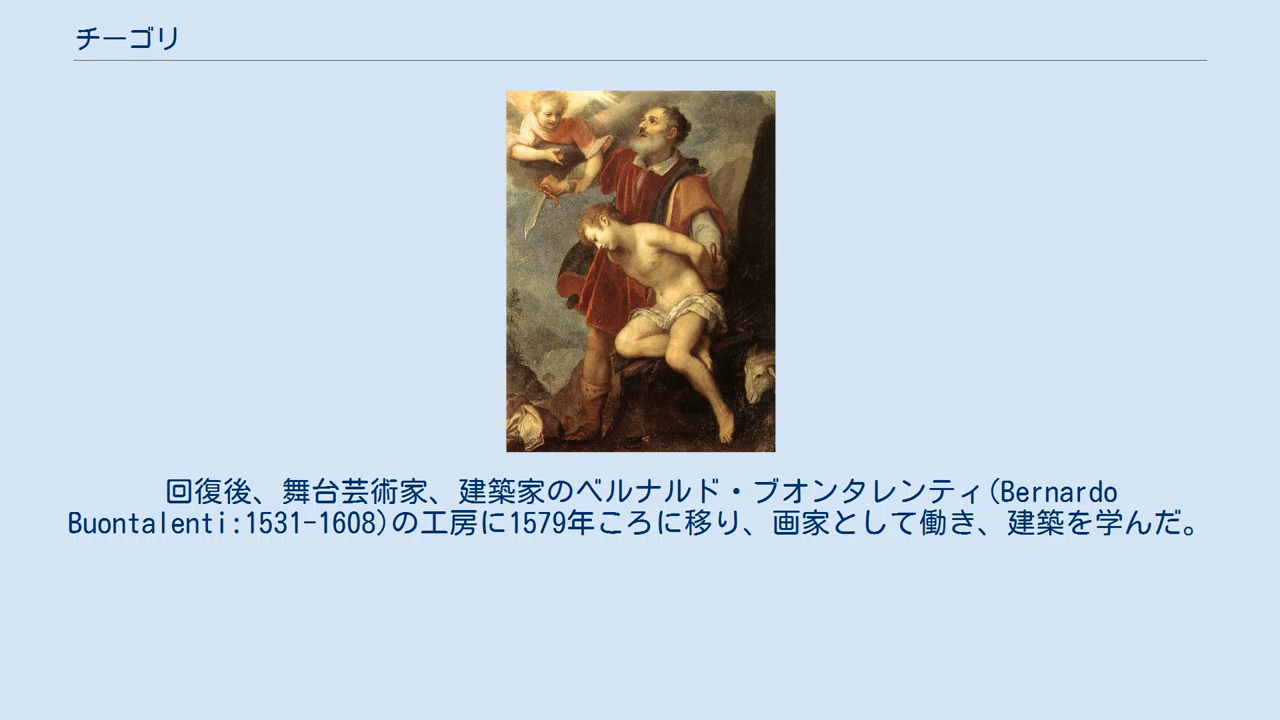 チーゴリ
回復後、舞台芸術家、建築家のベルナルド・ブオンタレンティ(Bernardo
Buontalenti:1531-1608)の工房に1579年ころに移り、画家として働き、建築を学んだ。